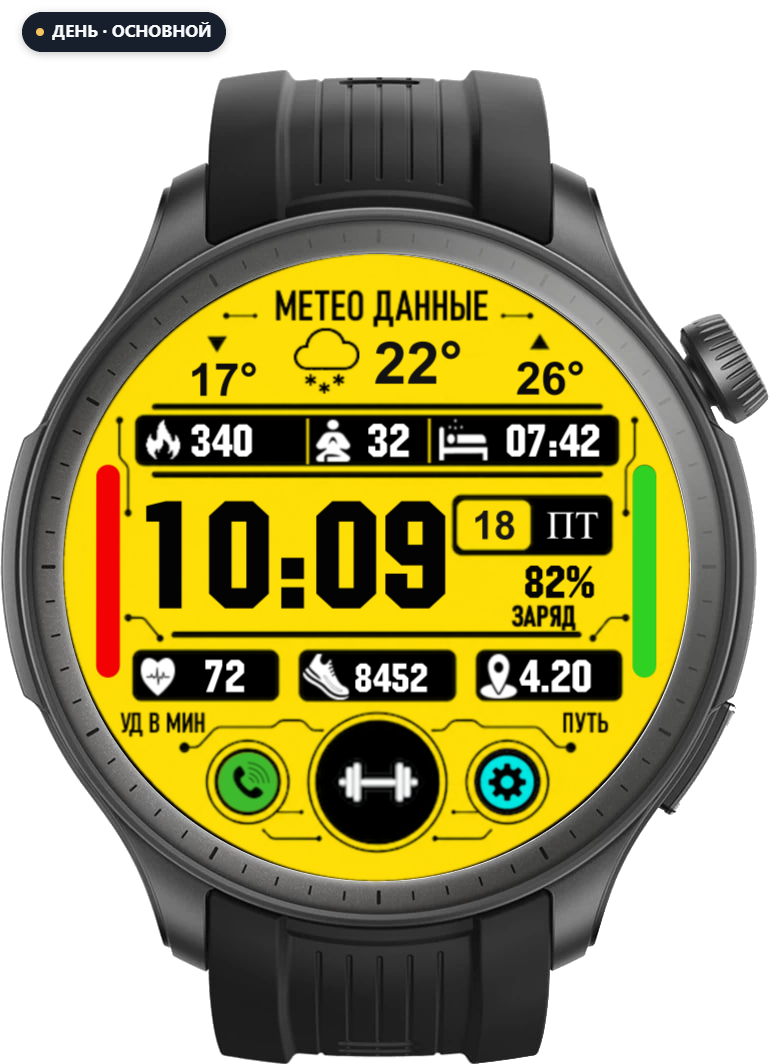 ДЕНЬ · ОСНОВНОЙ
МЕТЕО ДАННЫЕ
17° 22° 26°
340 32 07:42
10:09 18 ПТ
82%
ЗАРЯД
72 8452 4.20
УД В МИН ПУТЬ